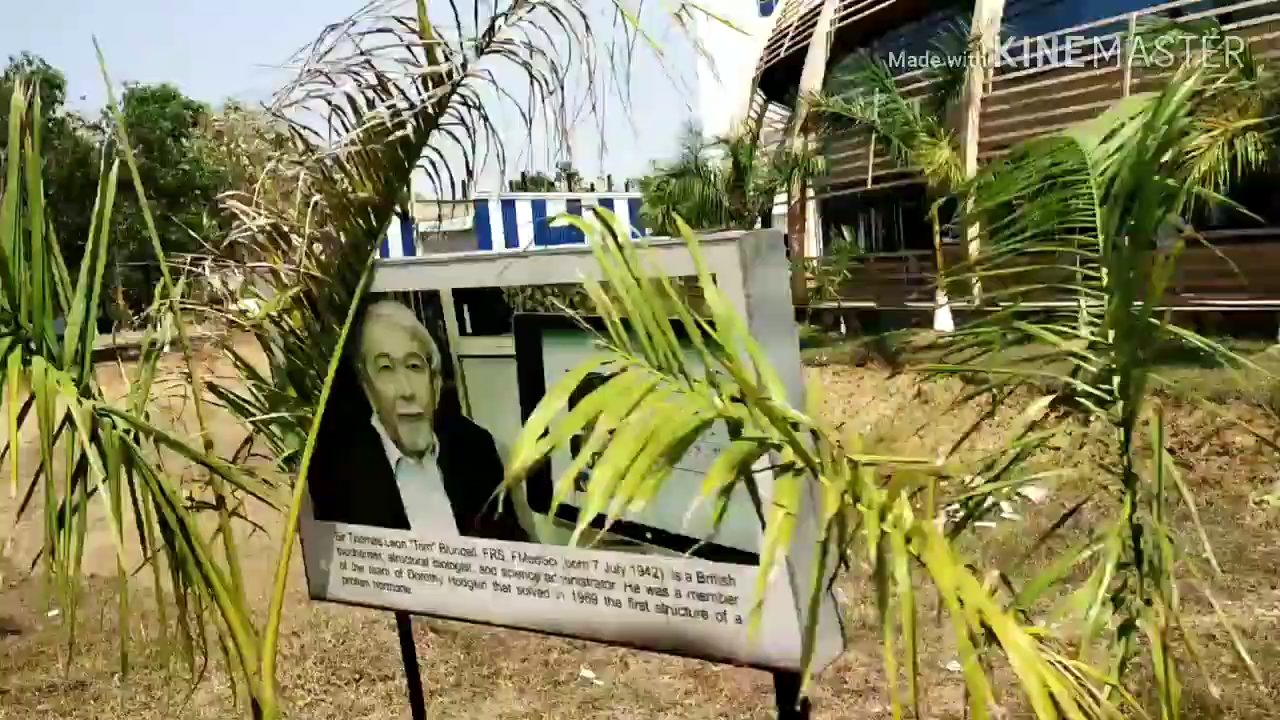 Made with KINEMASTER
Sir Thomas Leon "Tom" Blundell, FRS, FMedSci (born 7 July 1942) is a British
biochemist, structural biologist, and science administrator. He was a member
of the team of Dorothy Hodgkin that solved in 1969 the first structure of a
protein hormone.